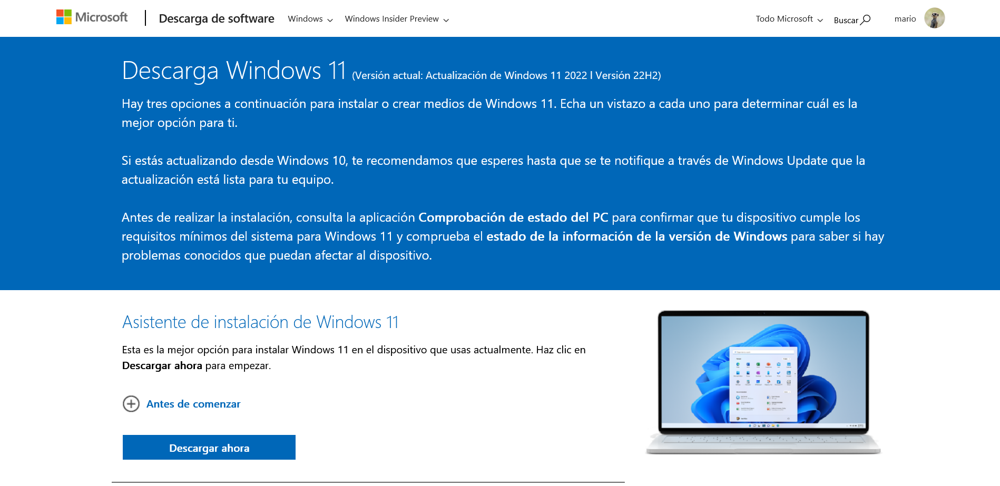 Microsoft
Descarga de software
Windows
Windows Insider Preview
Todo Microsoft
Buscar
mario
Descarga Windows 11 (Versión actual: Actualización de Windows 11 2022 l Versión 22H2)
Hay tres opciones a continuación para instalar o crear medios de Windows 11. Echa un vistazo a cada uno para determinar cuál es la
mejor opción para ti.
Si estás actualizando desde Windows 10, te recomendamos que esperes hasta que se te notifique a través de Windows Update que la
actualización está lista para tu equipo.
Antes de realizar la instalación, consulta la aplicación Comprobación de estado del PC para confirmar que tu dispositivo cumple los
requisitos mínimos del sistema para Windows 11 y comprueba el estado de la información de la versión de Windows para saber si hay
problemas conocidos que puedan afectar al dispositivo.
Asistente de instalación de Windows 11
Esta es la mejor opción para instalar Windows 11 en el dispositivo que usas actualmente. Haz clic en
Descargar ahora para empezar.
Antes de comenzar
Descargar ahora